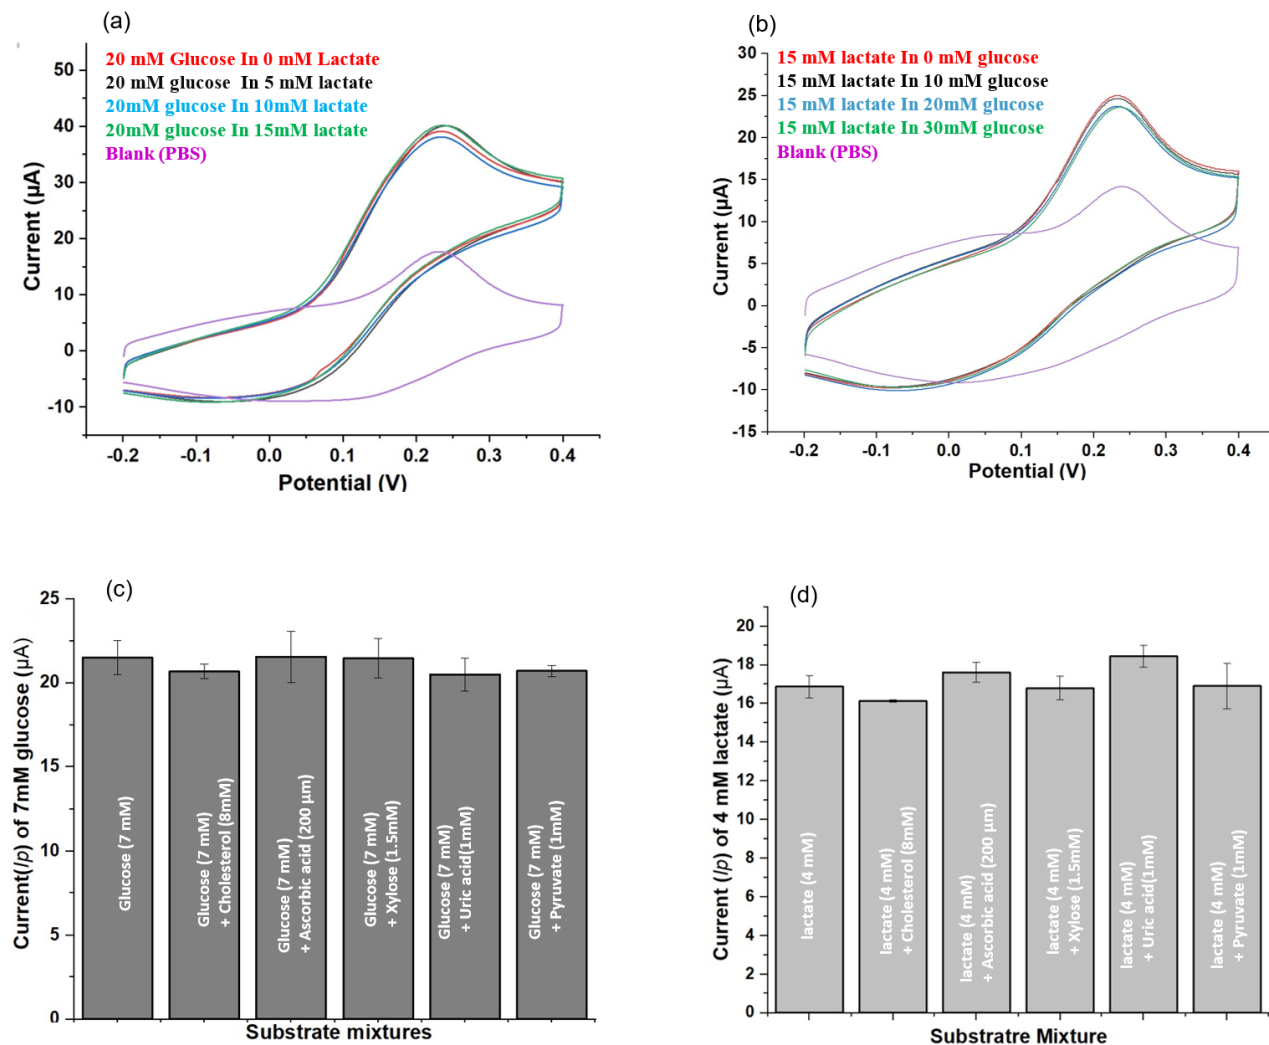 (a)
20 mM Glucose In 0 mM Lactate
20 mM glucose In 5 mM lactate
20mM glucose In 10mM lactate
20mM glucose In 15mM lactate
Blank (PBS)
50
40
30
20
10
0
-10
Current (µA)
-0.2
-0.1
0.0
0.1
0.2
0.3
0.4
Potential (V)
(b)
15 mM lactate In 0 mM glucose
15 mM lactate In 10 mM glucose
15 mM lactate In 20mM glucose
15 mM lactate In 30mM glucose
Blank (PBS)
30
25
20
15
10
5
0
-5
-10
-15
Current (µA)
-0.2
-0.1
0.0
0.1
0.2
0.3
0.4
Potential (V)
(c)
25
20
15
10
5
0
Current(Ip) of 7mM glucose (µA)
Glucose (7 mM)
Glucose (7 mM)
+ Cholesterol (8mM)
Glucose (7 mM)
+ Ascorbic acid (200 µm)
Glucose (7 mM)
+ Xylose (1.5mM)
Glucose (7 mM)
+ Uric acid(1mM)
Glucose (7 mM)
+ Pyruvate (1mM)
Substrate mixtures
(d)
20
18
16
14
12
10
8
6
4
2
0
Current (Ip) of 4 mM lactate (µA)
lactate (4 mM)
lactate (4 mM)
+ Cholesterol (8mM)
lactate (4 mM)
+ Ascorbic acid (200 µm)
lactate (4 mM)
+ Xylose (1.5mM)
lactate (4 mM)
+ Uric acid(1mM)
lactate (4 mM)
+ Pyruvate (1mM)
Substratre Mixture